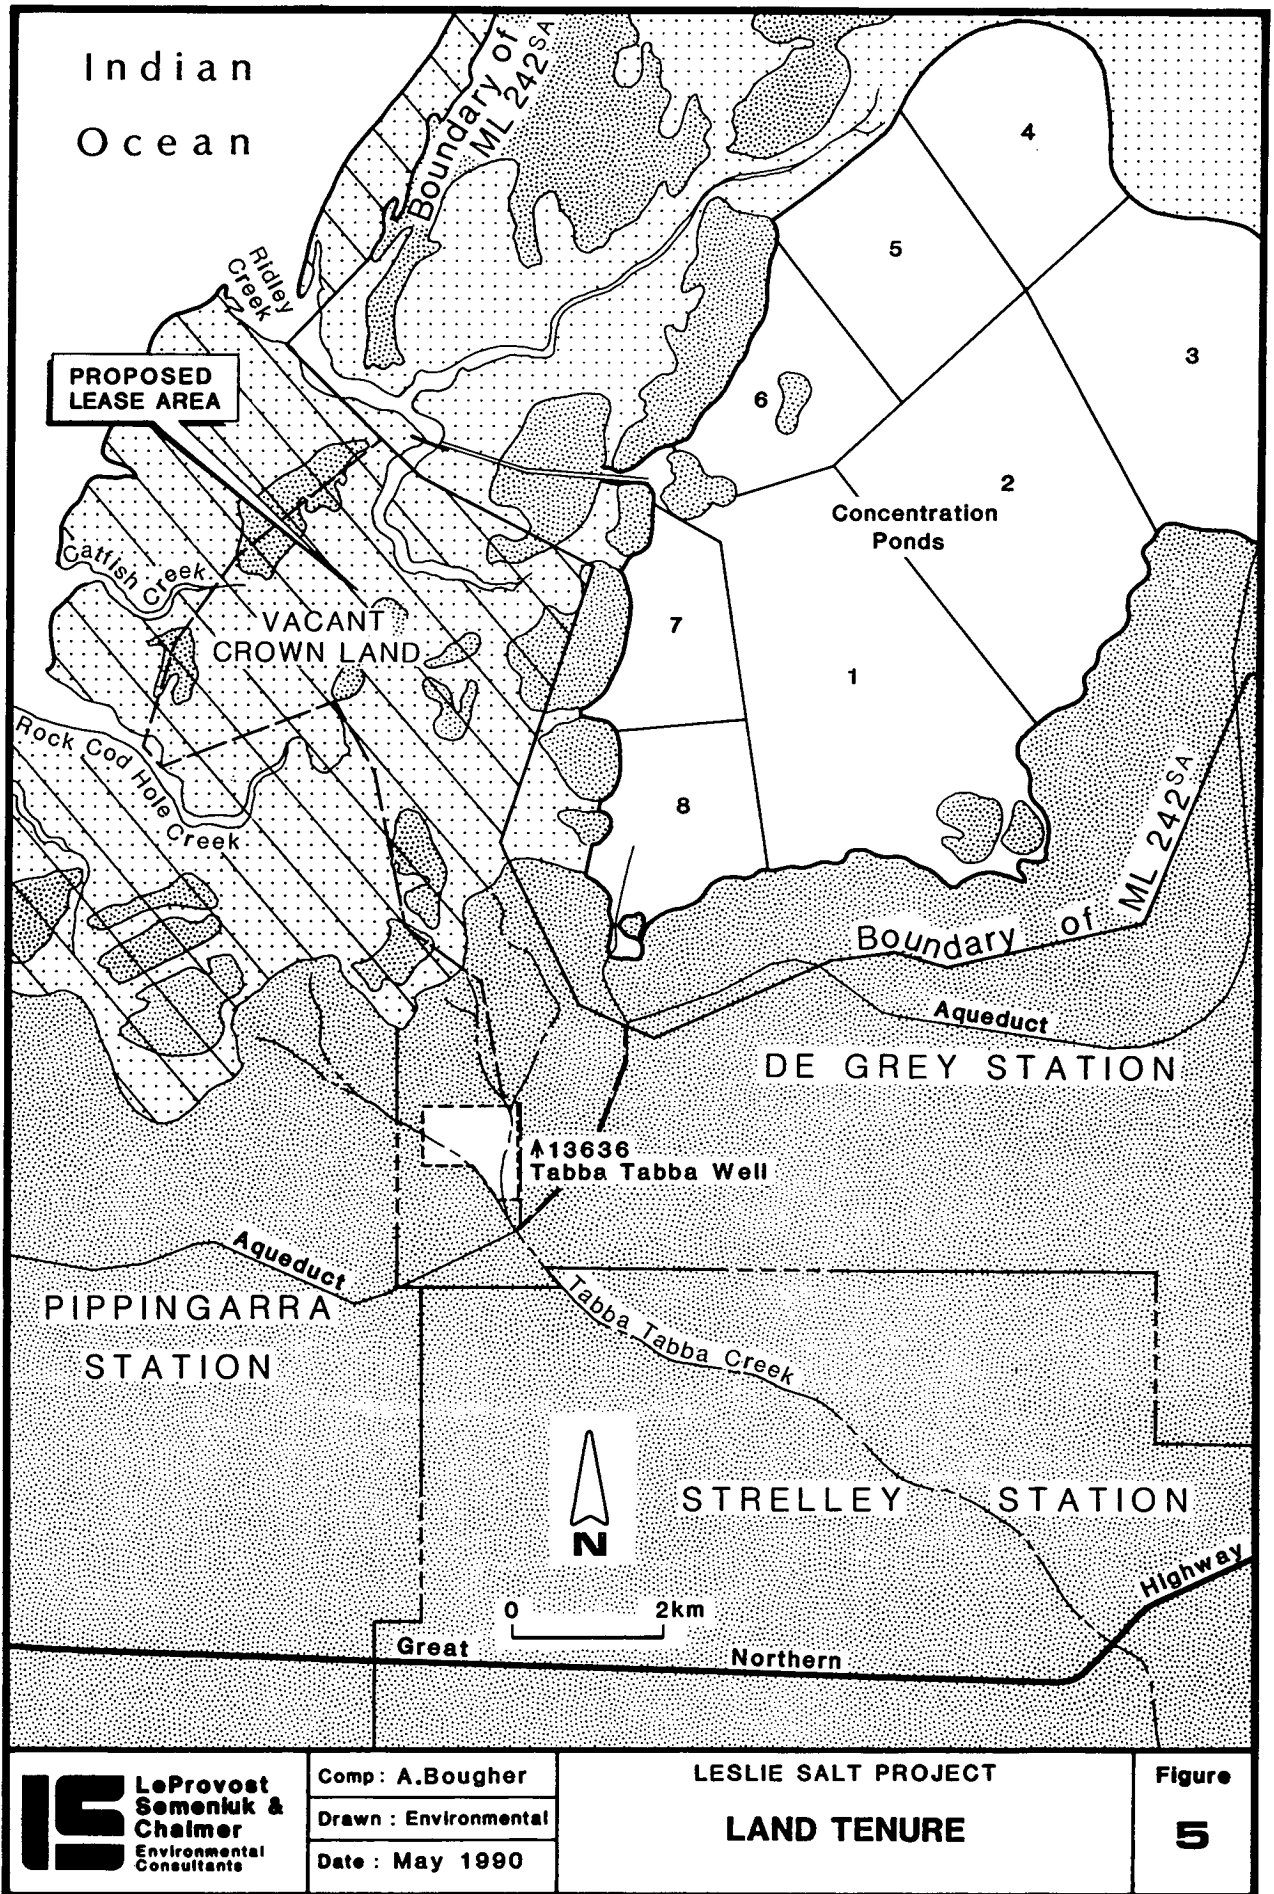 Indian
Ocean
Boundary of
ML 242SA
Ridley
Creek
4
5
3
PROPOSED
LEASE AREA
6
2
Concentration
Ponds
Catfish Creek
VACANT
CROWN LAND
7
1
Rock Cod Hole
Creek
8
Boundary of ML 242SA
Aqueduct
DE GREY STATION
13636
Tabba Tabba Well
Aqueduct
PIPPINGARRA
STATION
Tabba Tabba Creek
N
STRELLEY STATION
0 2km
Great Northern Highway
LeProvost
Semeniuk &
Chalmer
Environmental
Consultants
Comp: A.Bougher
Drawn : Environmental
Date : May 1990
LESLIE SALT PROJECT
LAND TENURE
Figure
5